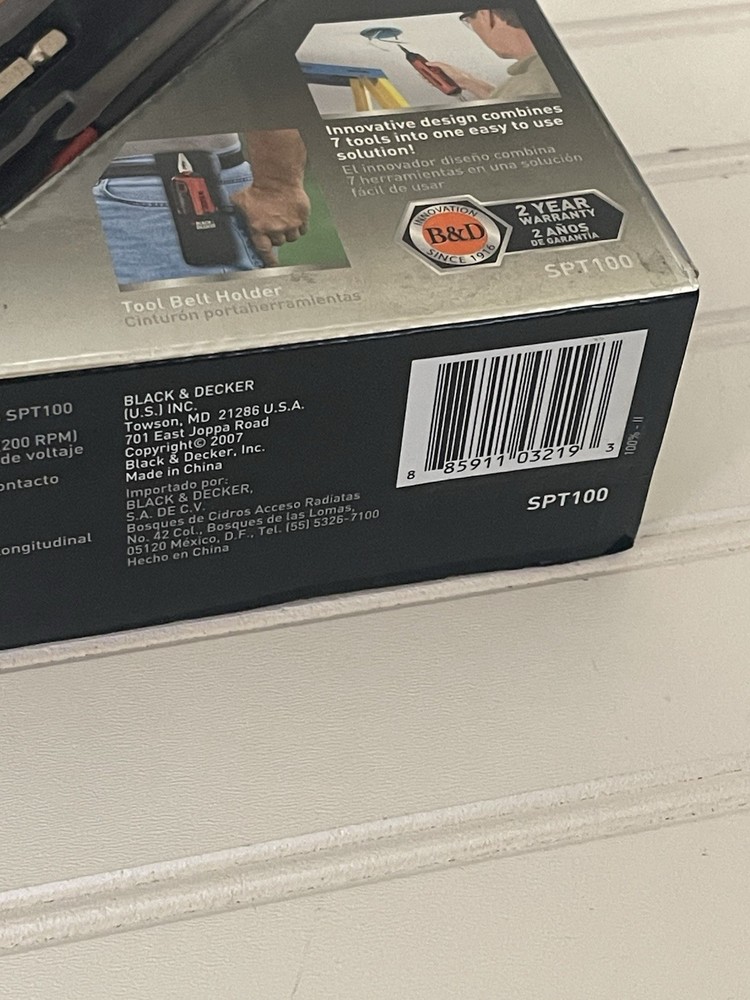 Innovative design combines
7 tools into one easy to use
solution!
El innovador diseño combina
7 herramientas en una solución
fácil de usar
INNOVATION
B&D
SINCE 1916
2 YEAR
WARRANTY
2 AÑOS
DE GARANTÍA
SPT100
Tool Belt Holder
Cinturón portaherramientas
SPT100
200 RPM)
de voltaje
ontacto
ongitudinal
BLACK & DECKER
(U.S.) INC.
Towson, MD 21286 U.S.A.
701 East Joppa Road
Copyright© 2007
Black & Decker, Inc.
Made in China
Importado por:
BLACK & DECKER,
S.A. DE C.V.
Bosques de Cidros Acceso Radiatas
No. 42 Col., Bosques de las Lomas,
05120 México, D.F., Tel. (55) 5326-7100
Hecho en China
8 85911 03219 3
100% - U
SPT100